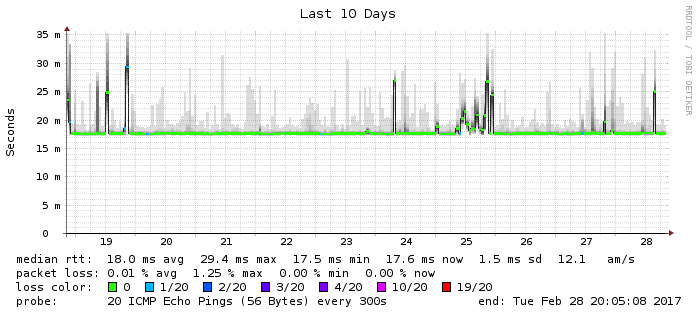 Last 10 Days
RRDTOOL / TOBI OETIKER
Seconds
35 m
30 m
25 m
20 m
15 m
10 m
5 m
0
19 20 21 22 23 24 25 26 27 28
median rtt: 18.0 ms avg 29.4 ms max 17.5 ms min 17.6 ms now 1.5 ms sd 12.1 am/s
packet loss: 0.01 % avg 1.25 % max 0.00 % min 0.00 % now
loss color: 0 1/20 2/20 3/20 4/20 10/20 19/20
probe: 20 ICMP Echo Pings (56 Bytes) every 300s end: Tue Feb 28 20:05:08 2017